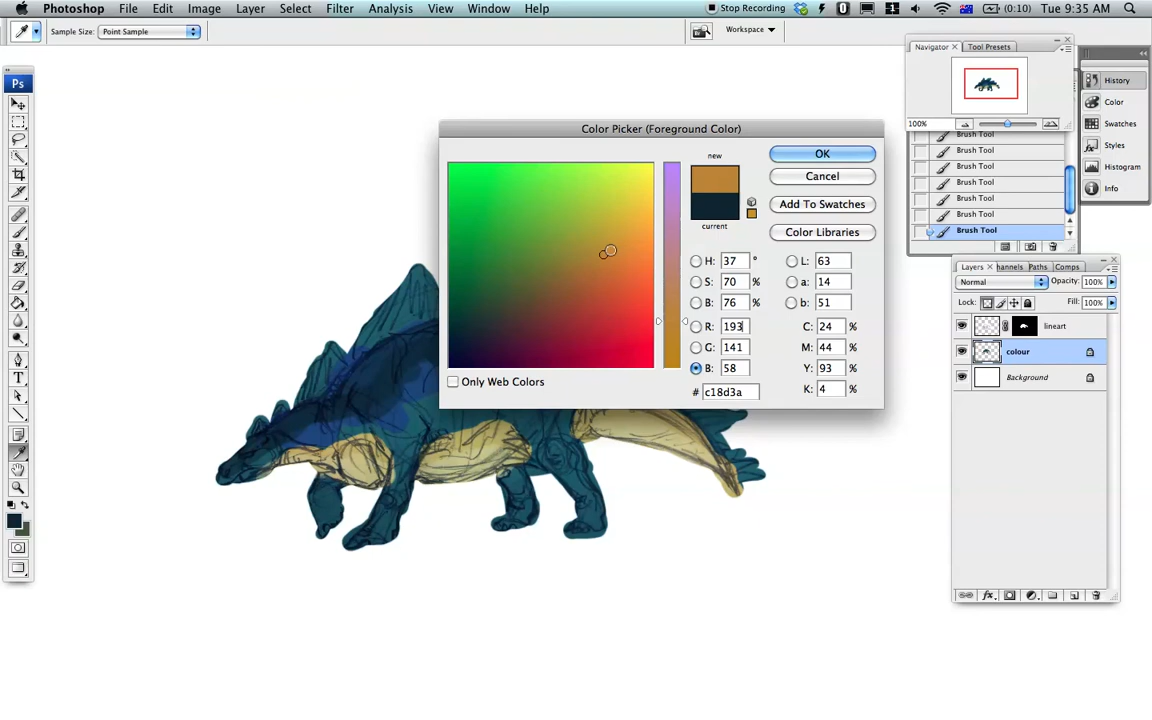 Photoshop File Edit Image Layer Select Filter Analysis View Window Help Stop Recording (0:10) Tue 9:35 AM
Sample Size: Point Sample Workspace
Navigator Tool Presets
100%
Ps
History
Color
Swatches
Styles
Histogram
Info
Brush Tool
Brush Tool
Brush Tool
Brush Tool
Brush Tool
Brush Tool
Brush Tool
Color Picker (Foreground Color)
new
current
OK
Cancel
Add To Swatches
Color Libraries
H: 37 ° L: 63
S: 70 % a: 14
B: 76 % b: 51
R: 193 C: 24 %
G: 141 M: 44 %
B: 58 Y: 93 %
# c18d3a K: 4 %
Only Web Colors
Layers hannels Paths Comps
Normal Opacity: 100%
Lock: Fill: 100%
lineart
colour
Background
fx
T